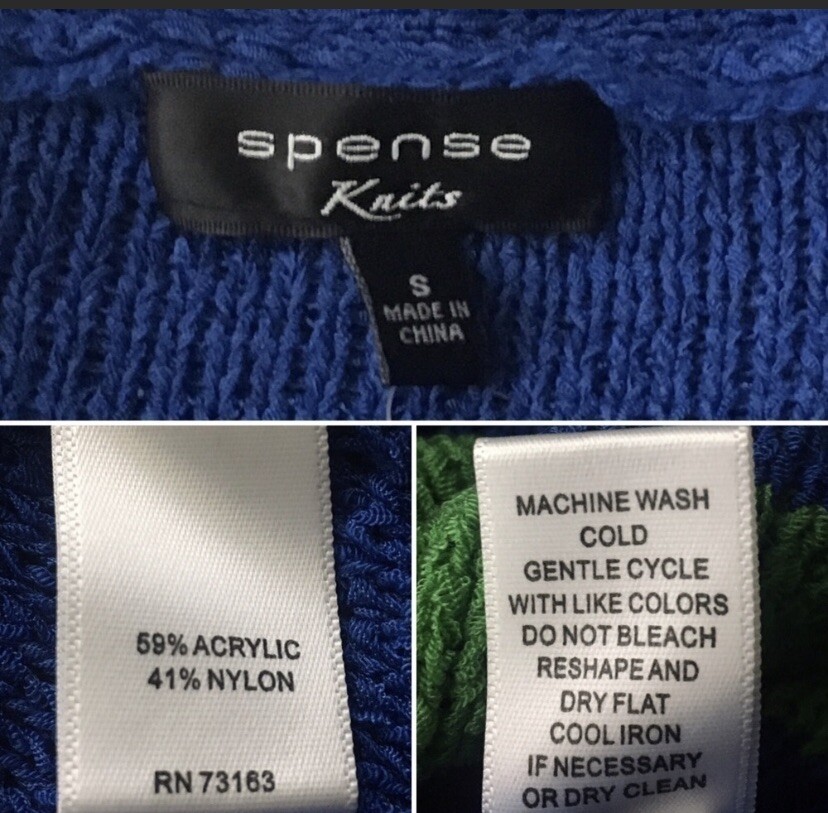 spense
Knits
S
MADE IN
CHINA
59% ACRYLIC
41% NYLON
RN 73163
MACHINE WASH
COLD
GENTLE CYCLE
WITH LIKE COLORS
DO NOT BLEACH
RESHAPE AND
DRY FLAT
COOL IRON
IF NECESSARY
OR DRY CLEAN